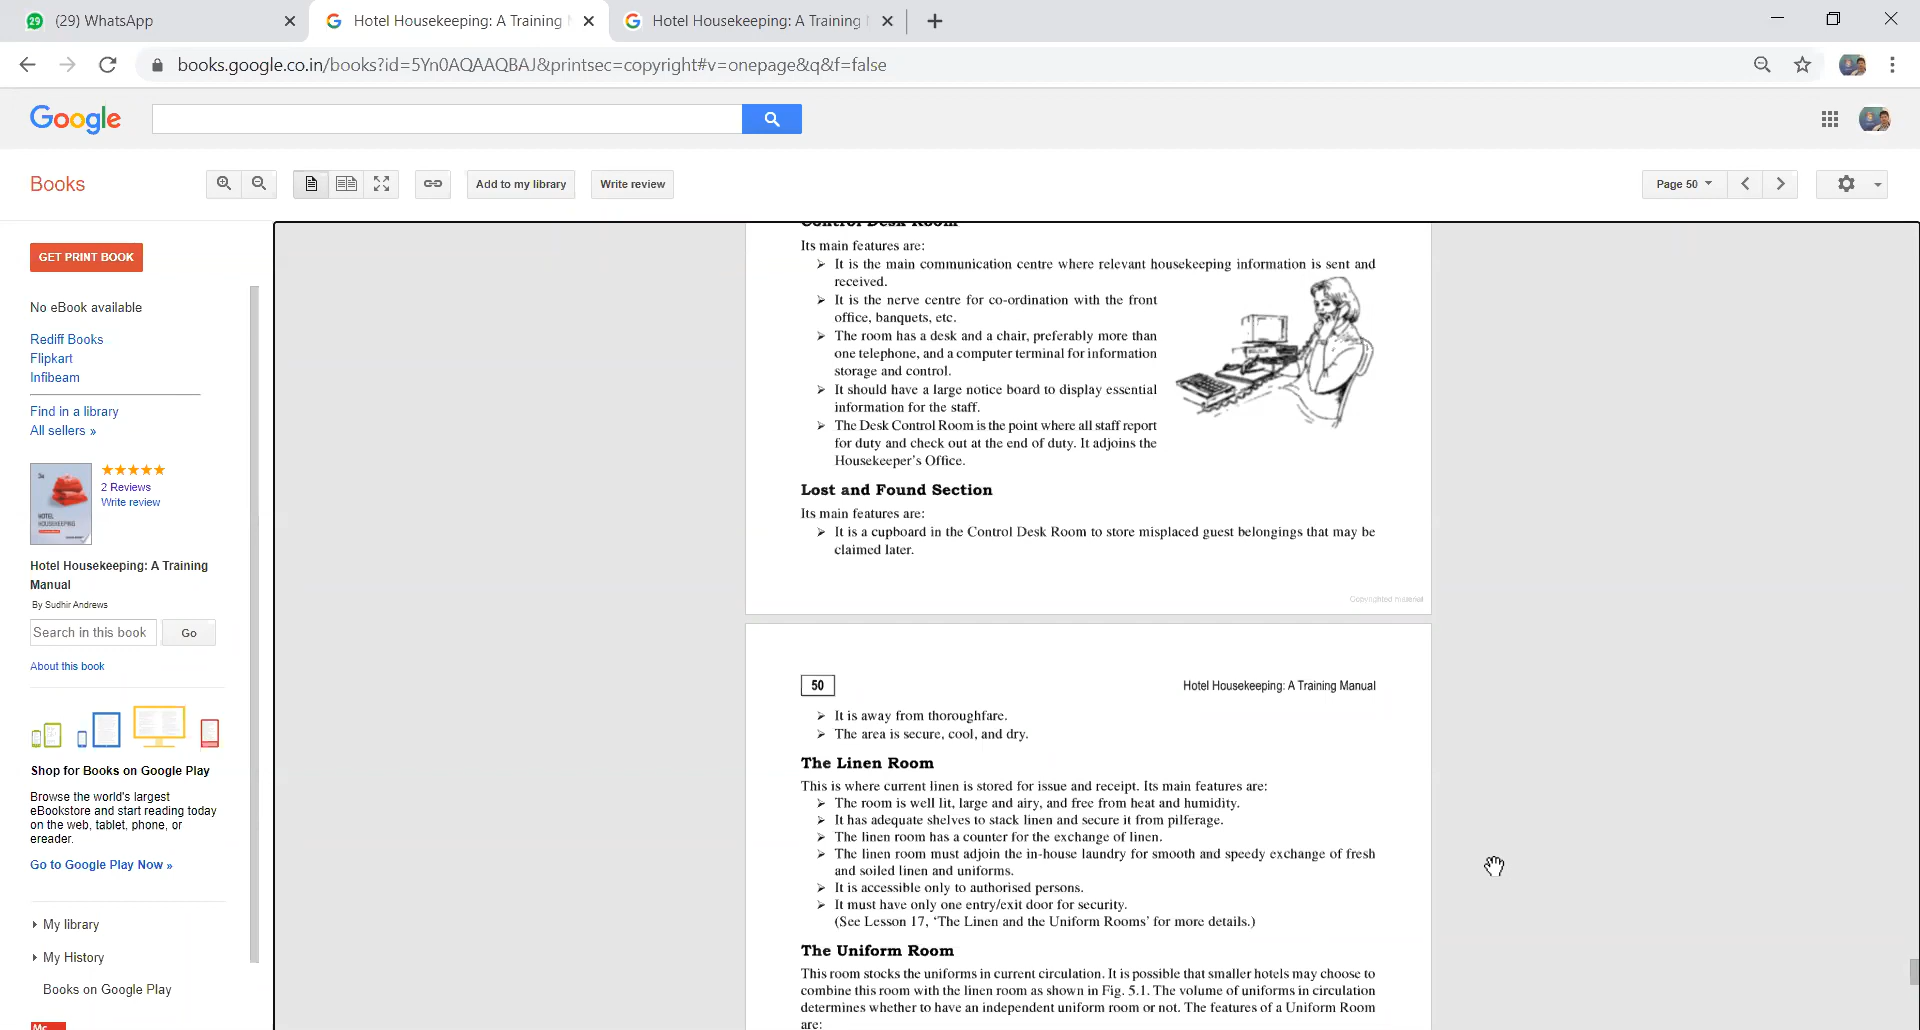 (29) WhatsApp
Hotel Housekeeping: A Training
Hotel Housekeeping: A Training
books.google.co.in/books?id=5Yn0AQAAQBAJ&printsec=copyright#v=onepage&q&f=false
Google
Books
Add to my library
Write review
Page 50
GET PRINT BOOK
No eBook available
Rediff Books
Flipkart
Infibeam
Find in a library
All sellers »
HOTEL
HOUSEKEEPING
2 Reviews
Write review
Hotel Housekeeping: A Training
Manual
By Sudhir Andrews
Search in this book
Go
About this book
Shop for Books on Google Play
Browse the world's largest
eBookstore and start reading today
on the web, tablet, phone, or
ereader.
Go to Google Play Now »
My library
My History
Books on Google Play
Mc
Control Desk Room
Its main features are:
➢ It is the main communication centre where relevant housekeeping information is sent and
received.
➢ It is the nerve centre for co-ordination with the front
office, banquets, etc.
➢ The room has a desk and a chair, preferably more than
one telephone, and a computer terminal for information
storage and control.
➢ It should have a large notice board to display essential
information for the staff.
➢ The Desk Control Room is the point where all staff report
for duty and check out at the end of duty. It adjoins the
Housekeeper's Office.
Lost and Found Section
Its main features are:
➢ It is a cupboard in the Control Desk Room to store misplaced guest belongings that may be
claimed later.
Copyrighted material
50
Hotel Housekeeping: A Training Manual
➢ It is away from thoroughfare.
➢ The area is secure, cool, and dry.
The Linen Room
This is where current linen is stored for issue and receipt. Its main features are:
➢ The room is well lit, large and airy, and free from heat and humidity.
➢ It has adequate shelves to stack linen and secure it from pilferage.
➢ The linen room has a counter for the exchange of linen.
➢ The linen room must adjoin the in-house laundry for smooth and speedy exchange of fresh
and soiled linen and uniforms.
➢ It is accessible only to authorised persons.
➢ It must have only one entry/exit door for security.
(See Lesson 17, 'The Linen and the Uniform Rooms' for more details.)
The Uniform Room
This room stocks the uniforms in current circulation. It is possible that smaller hotels may choose to
combine this room with the linen room as shown in Fig. 5.1. The volume of uniforms in circulation
determines whether to have an independent uniform room or not. The features of a Uniform Room
are: